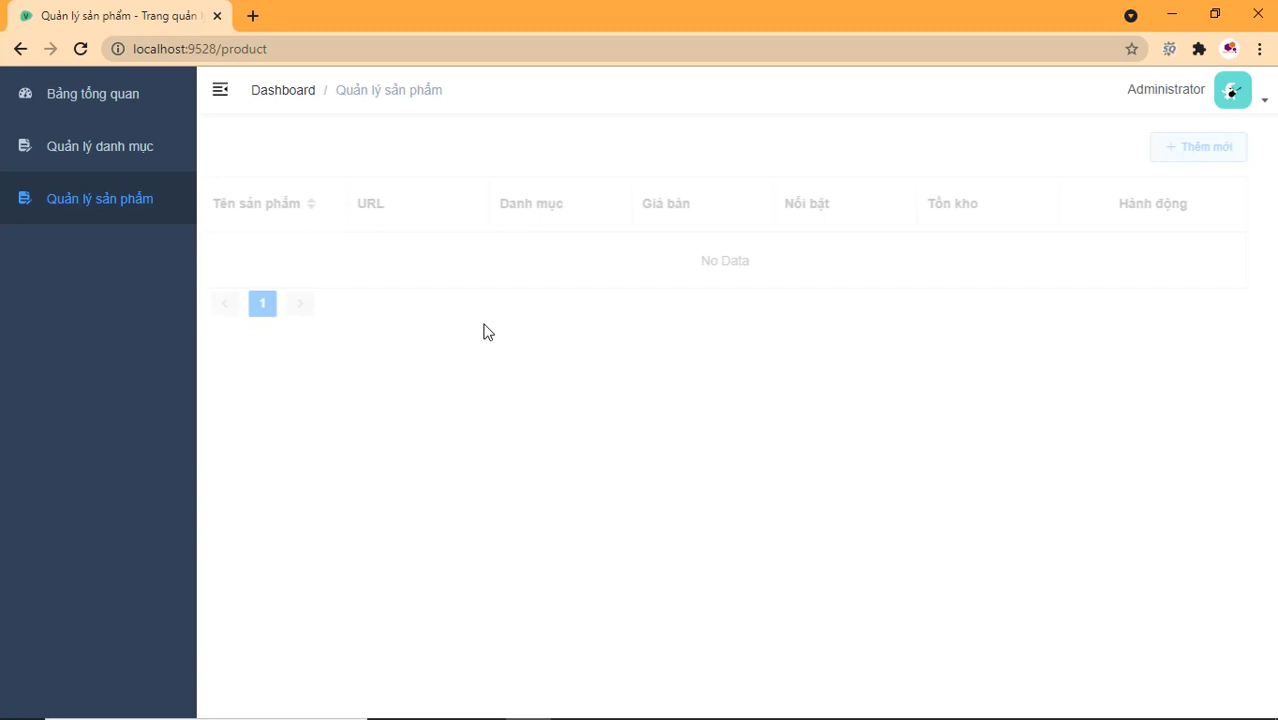 Quản lý sản phẩm - Trang quản l
localhost:9528/product
Bảng tổng quan
Quản lý danh mục
Quản lý sản phẩm
Dashboard / Quản lý sản phẩm
Administrator
+ Thêm mới
Tên sản phẩm URL Danh mục Giá bán Nổi bật Tồn kho Hành động
No Data
< 1 >